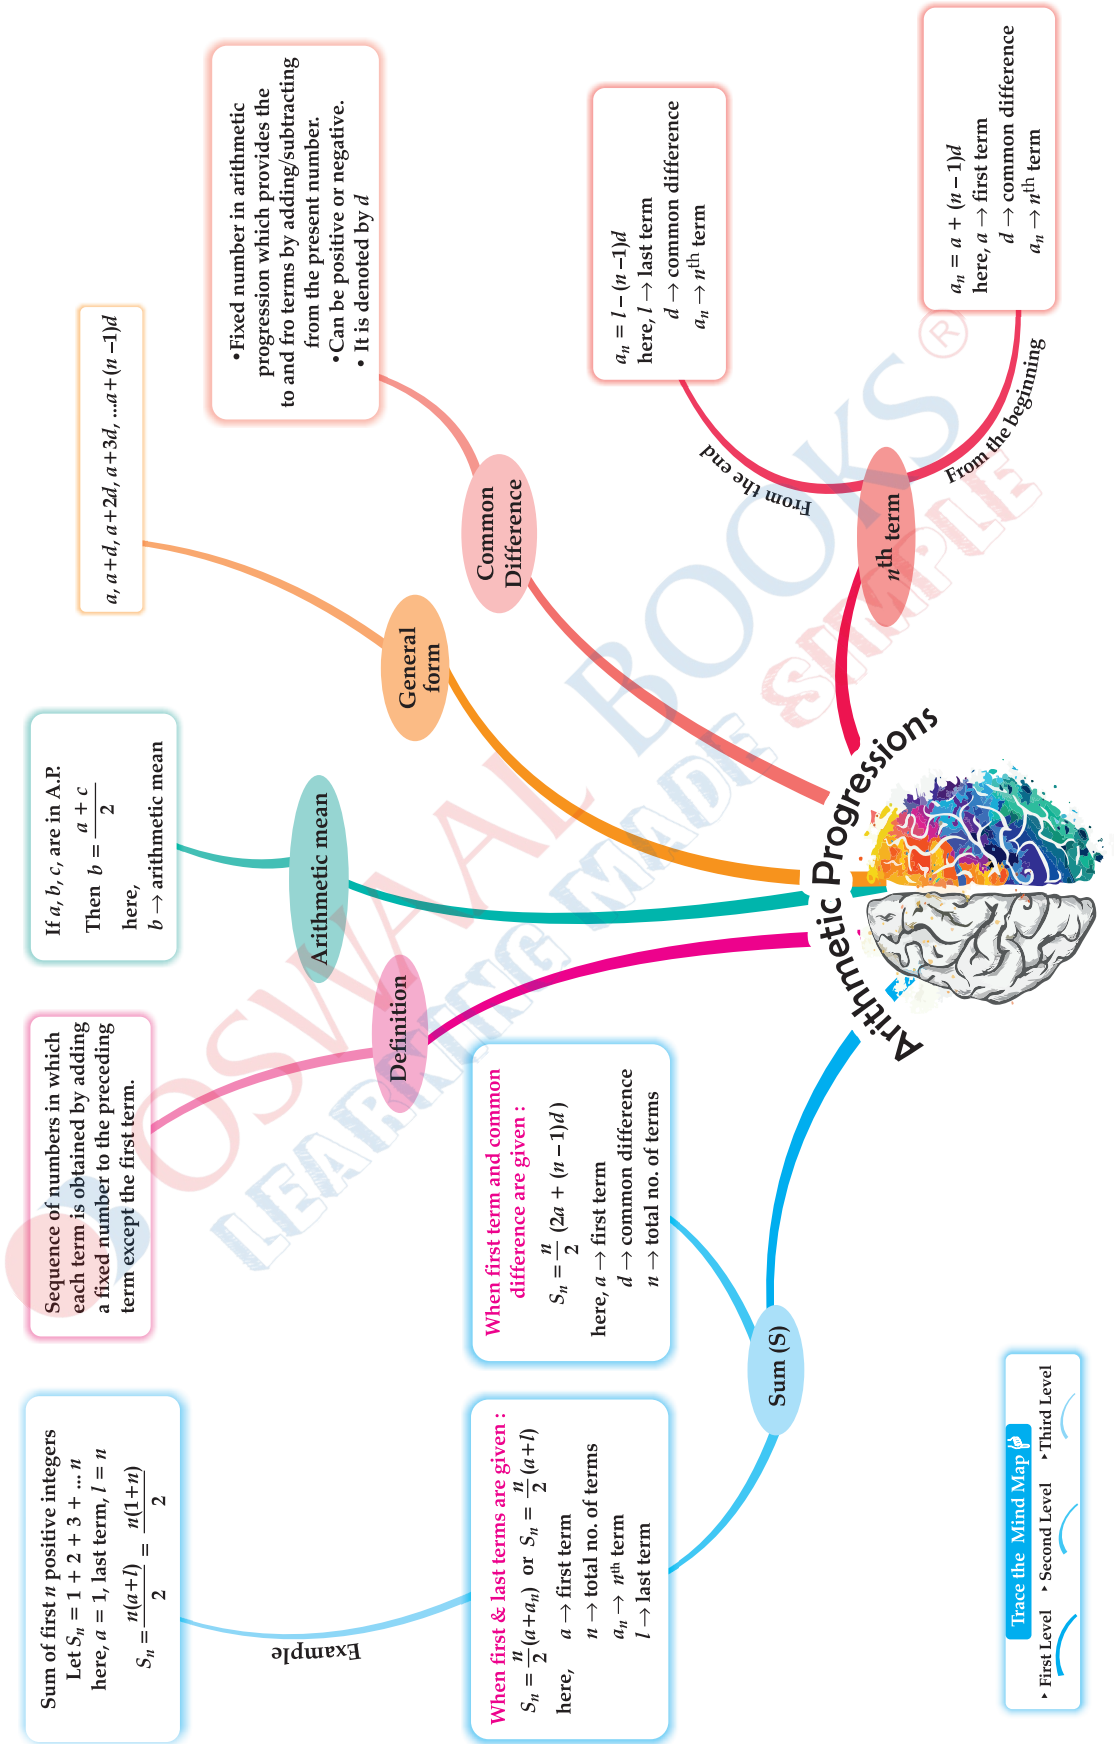 Arithmetic Progressions
Sum (S)
When first & last terms are given :
Sₙ = n/2 (a+aₙ) or Sₙ = n/2 (a+l)
here, a → first term
n → total no. of terms
aₙ → nᵗʰ term
l → last term
Example
Sum of first n positive integers
Let Sₙ = 1 + 2 + 3 + ... n
here, a = 1, last term, l = n
Sₙ = n(a+l)/2 = n(1+n)/2
When first term and common
difference are given :
Sₙ = n/2 (2a + (n – 1)d )
here, a → first term
d → common difference
n → total no. of terms
Definition
Sequence of numbers in which
each term is obtained by adding
a fixed number to the preceding
term except the first term.
Arithmetic mean
If a, b, c, are in A.P.
Then b = a + c/2
here,
b → arithmetic mean
General
form
a, a+d, a+2d, a+3d, ...a+(n –1)d
Common
Difference
•Fixed number in arithmetic
progression which provides the
to and fro terms by adding/subtracting
from the present number.
•Can be positive or negative.
• It is denoted by d
nᵗʰ term
From the end
aₙ = l – (n –1)d
here, l → last term
d → common difference
aₙ → nᵗʰ term
From the beginning
aₙ = a + (n – 1)d
here, a → first term
d → common difference
aₙ → nᵗʰ term
Trace the Mind Map
▸ First Level ▸ Second Level ▸ Third Level
OSWAAL BOOKS ®
LEARNING MADE SIMPLE